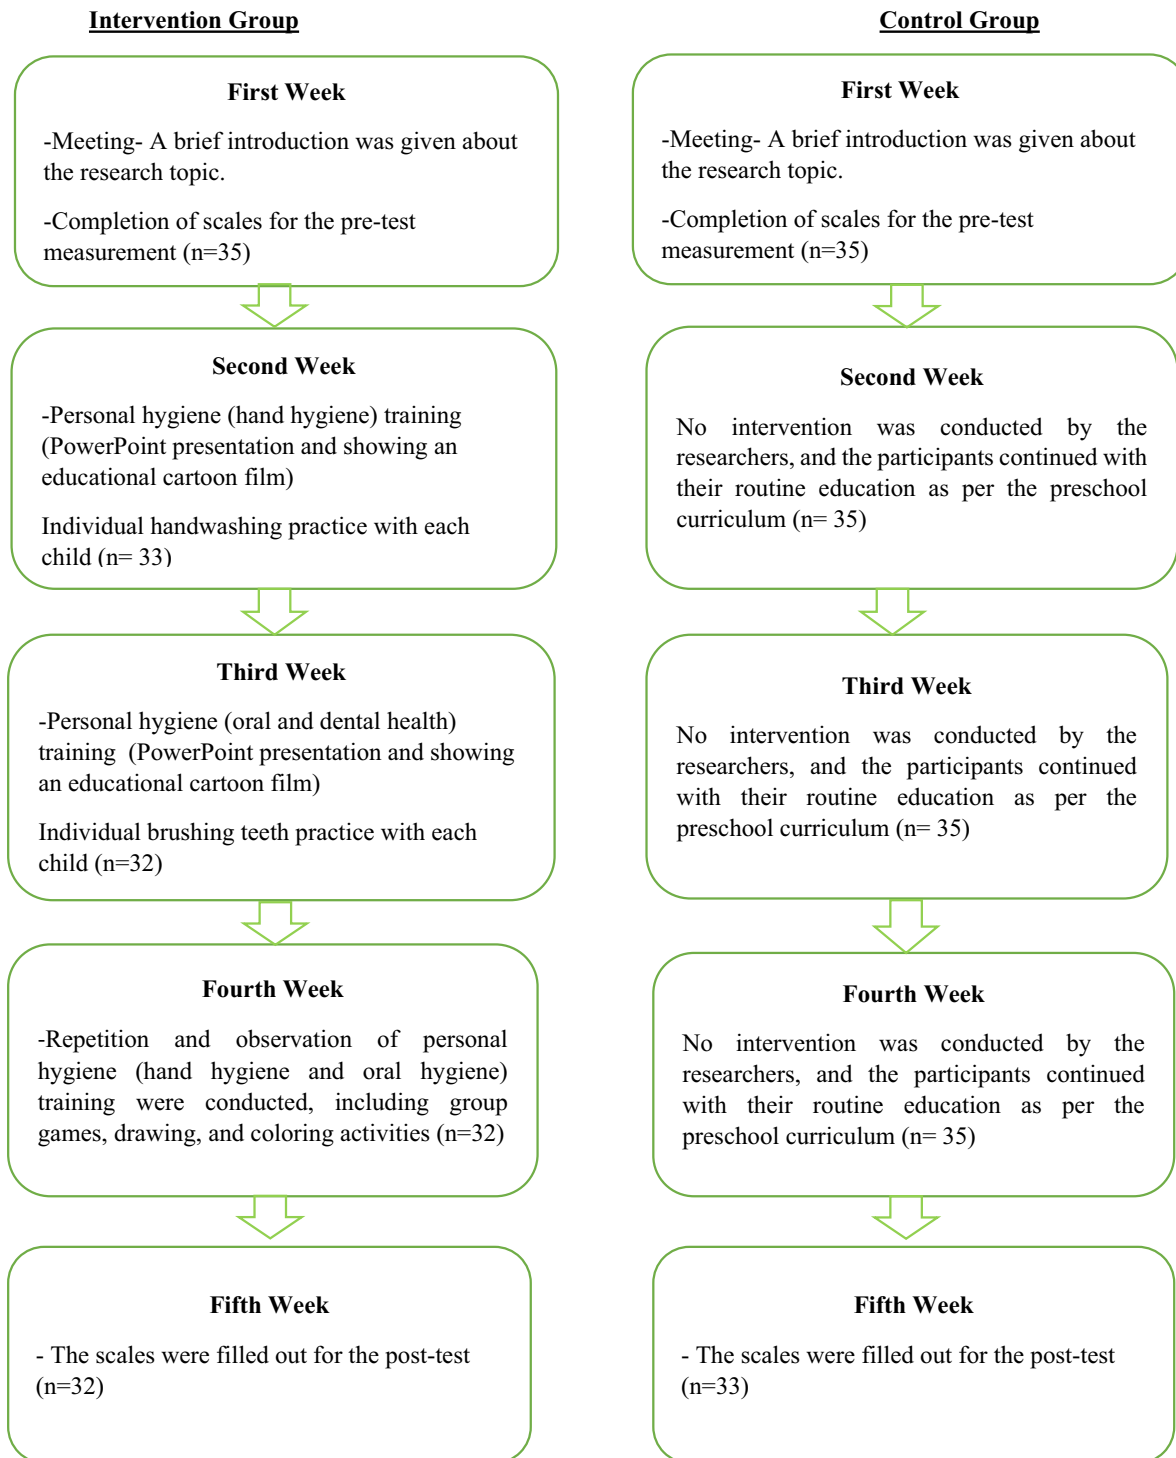 Intervention Group
First Week
-Meeting- A brief introduction was given about
the research topic.
-Completion of scales for the pre-test
measurement (n=35)
Second Week
-Personal hygiene (hand hygiene) training
(PowerPoint presentation and showing an
educational cartoon film)
Individual handwashing practice with each
child (n= 33)
Third Week
-Personal hygiene (oral and dental health)
training (PowerPoint presentation and showing
an educational cartoon film)
Individual brushing teeth practice with each
child (n=32)
Fourth Week
-Repetition and observation of personal
hygiene (hand hygiene and oral hygiene)
training were conducted, including group
games, drawing, and coloring activities (n=32)
Fifth Week
- The scales were filled out for the post-test
(n=32)
Control Group
First Week
-Meeting- A brief introduction was given about
the research topic.
-Completion of scales for the pre-test
measurement (n=35)
Second Week
No intervention was conducted by the
researchers, and the participants continued with
their routine education as per the preschool
curriculum (n= 35)
Third Week
No intervention was conducted by the
researchers, and the participants continued
with their routine education as per the
preschool curriculum (n= 35)
Fourth Week
No intervention was conducted by the
researchers, and the participants continued
with their routine education as per the
preschool curriculum (n= 35)
Fifth Week
- The scales were filled out for the post-test
(n=33)